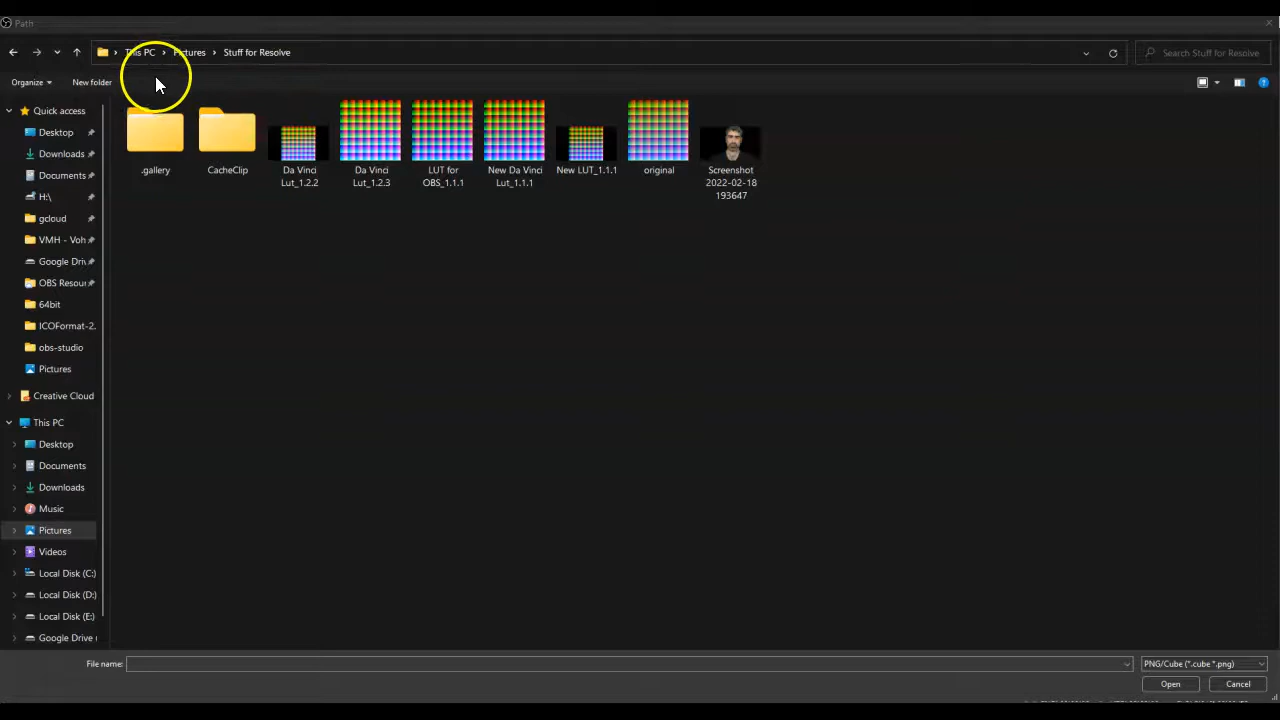 Path
This PC
Pictures
Stuff for Resolve
Search Stuff for Resolve
Organize
New folder
Quick access
Desktop
Downloads
Documents
H:\
gcloud
VMH - Voh
Google Driv
OBS Resou
64bit
ICOFormat-2.
obs-studio
Pictures
Creative Cloud
This PC
Desktop
Documents
Downloads
Music
Pictures
Videos
Local Disk (C:)
Local Disk (D:)
Local Disk (E:)
Google Drive
.gallery
CacheClip
Da Vinci
Lut_1.2.2
Da Vinci
Lut_1.2.3
LUT for
OBS_1.1.1
New Da Vinci
Lut_1.1.1
New LUT_1.1.1
original
Screenshot
2022-02-18
193647
File name:
PNG/Cube (*.cube *.png)
Open
Cancel